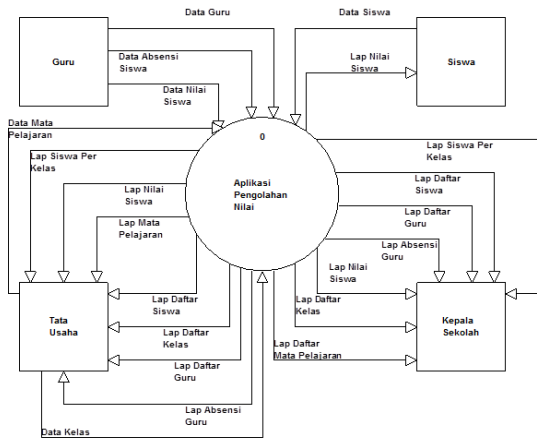 Data Guru
Data Siswa
Guru
Data Absensi
Siswa
Lap Nilai
Siswa
Siswa
Data Nilai
Siswa
Data Mata
Pelajaran
0
Lap Siswa Per
Kelas
Lap Siswa Per
Kelas
Aplikasi
Pengolahan
Nilai
Lap Daftar
Siswa
Lap Nilai
Siswa
Lap Daftar
Guru
Lap Mata
Pelajaran
Lap Absensi
Guru
Lap Nilai
Siswa
Tata
Usaha
Lap Daftar
Siswa
Lap Daftar
Kelas
Kepala
Sekolah
Lap Daftar
Kelas
Lap Daftar
Mata Pelajaran
Lap Daftar
Guru
Lap Absensi
Guru
Data Kelas